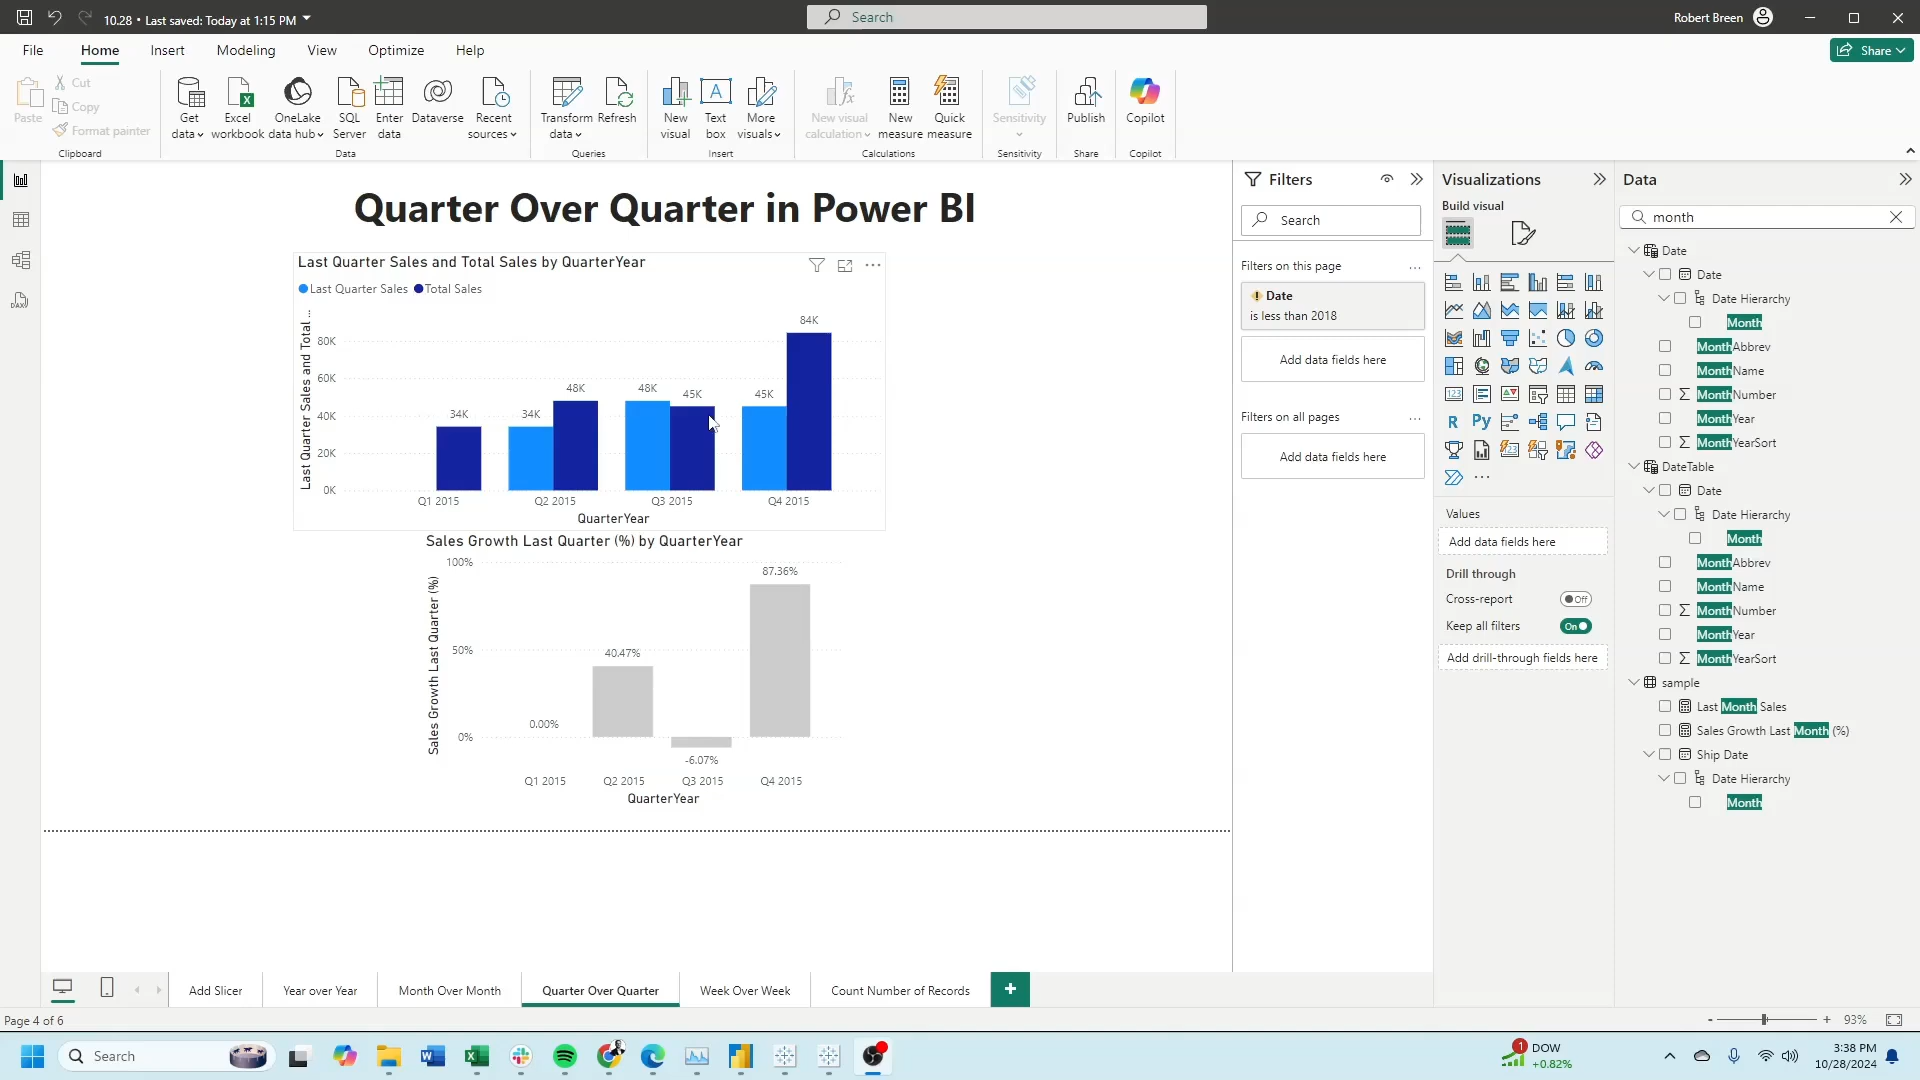 10.28 • Last saved: Today at 1:15 PM
Search
Robert Breen
File
Home
Insert
Modeling
View
Optimize
Help
Share
Paste
Cut
Copy
Format painter
Clipboard
Get data
Excel workbook
OneLake data hub
SQL Server
Enter data
Dataverse
Recent sources
Data
Transform data
Refresh
Queries
New visual
Text box
More visuals
Insert
New visual calculation
New measure
Quick measure
Calculations
Sensitivity
Sensitivity
Publish
Share
Copilot
Copilot
Quarter Over Quarter in Power BI
Last Quarter Sales and Total Sales by QuarterYear
Last Quarter Sales
Total Sales
Last Quarter Sales and Total ...
80K
60K
40K
20K
0K
34K
34K
48K
48K
45K
45K
84K
Q1 2015
Q2 2015
Q3 2015
Q4 2015
QuarterYear
Sales Growth Last Quarter (%) by QuarterYear
Sales Growth Last Quarter (%)
100%
50%
0%
0.00%
40.47%
-6.07%
87.36%
Q1 2015
Q2 2015
Q3 2015
Q4 2015
QuarterYear
Filters
Search
Filters on this page
Date
is less than 2018
Add data fields here
Filters on all pages
Add data fields here
Visualizations
Build visual
123
R
Py
Values
Add data fields here
Drill through
Cross-report
Off
Keep all filters
On
Add drill-through fields here
Data
month
Date
Date
Date Hierarchy
Month
MonthAbbrev
MonthName
MonthNumber
MonthYear
MonthYearSort
DateTable
Date
Date Hierarchy
Month
MonthAbbrev
MonthName
MonthNumber
MonthYear
MonthYearSort
sample
Last Month Sales
Sales Growth Last Month (%)
Ship Date
Date Hierarchy
Month
Add Slicer
Year over Year
Month Over Month
Quarter Over Quarter
Week Over Week
Count Number of Records
Page 4 of 6
93%
Search
1
DOW
+0.82%
3:38 PM
10/28/2024